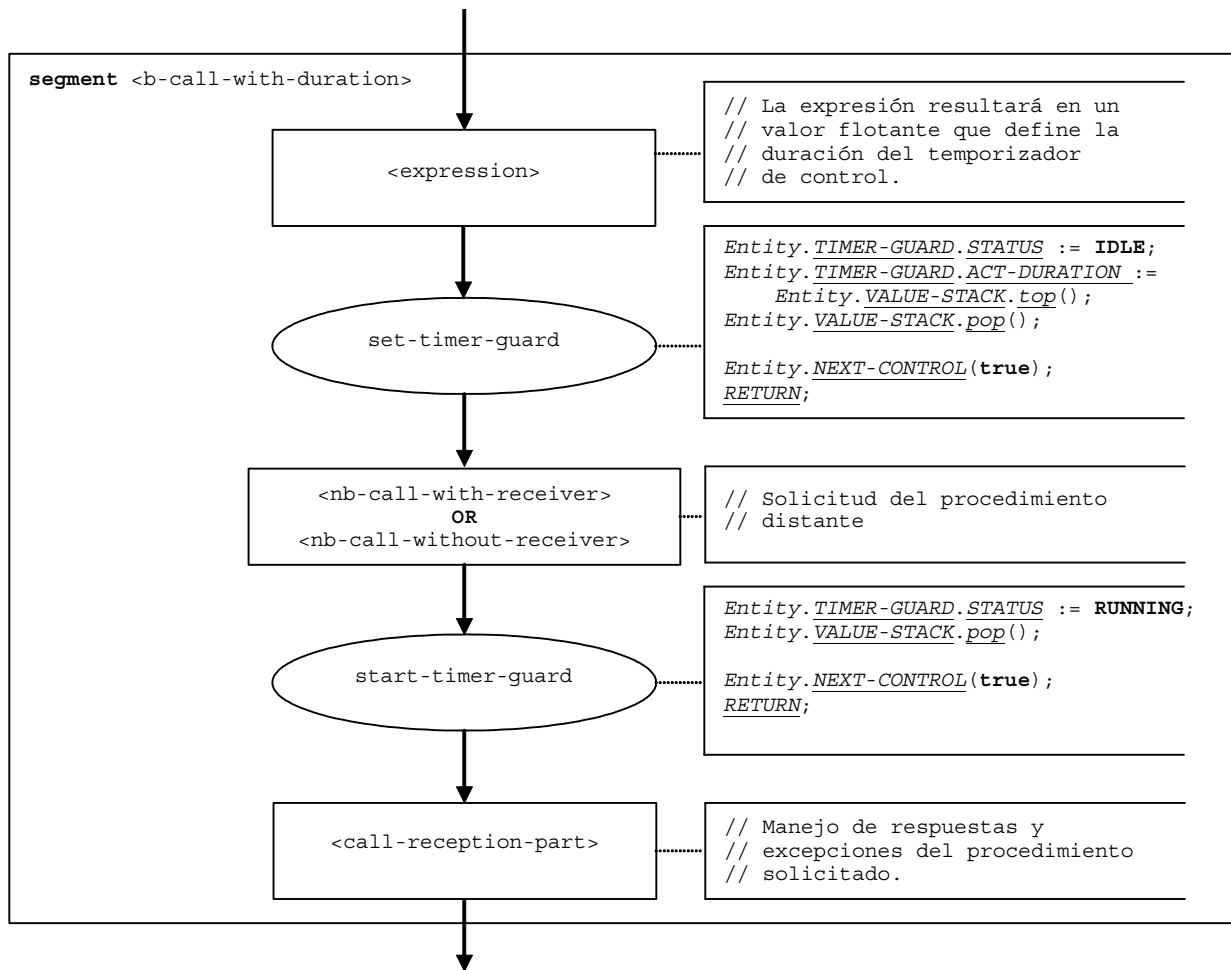 segment <b-call-with-duration>
<expression>
// La expresión resultará en un
// valor flotante que define la
// duración del temporizador
// de control.
set-timer-guard
Entity.TIMER-GUARD.STATUS := IDLE;
Entity.TIMER-GUARD.ACT-DURATION :=
Entity.VALUE-STACK.top();
Entity.VALUE-STACK.pop();
Entity.NEXT-CONTROL(true);
RETURN;
<nb-call-with-receiver>
OR
<nb-call-without-receiver>
// Solicitud del procedimiento
// distante
start-timer-guard
Entity.TIMER-GUARD.STATUS := RUNNING;
Entity.VALUE-STACK.pop();
Entity.NEXT-CONTROL(true);
RETURN;
<call-reception-part>
// Manejo de respuestas y
// excepciones del procedimiento
// solicitado.